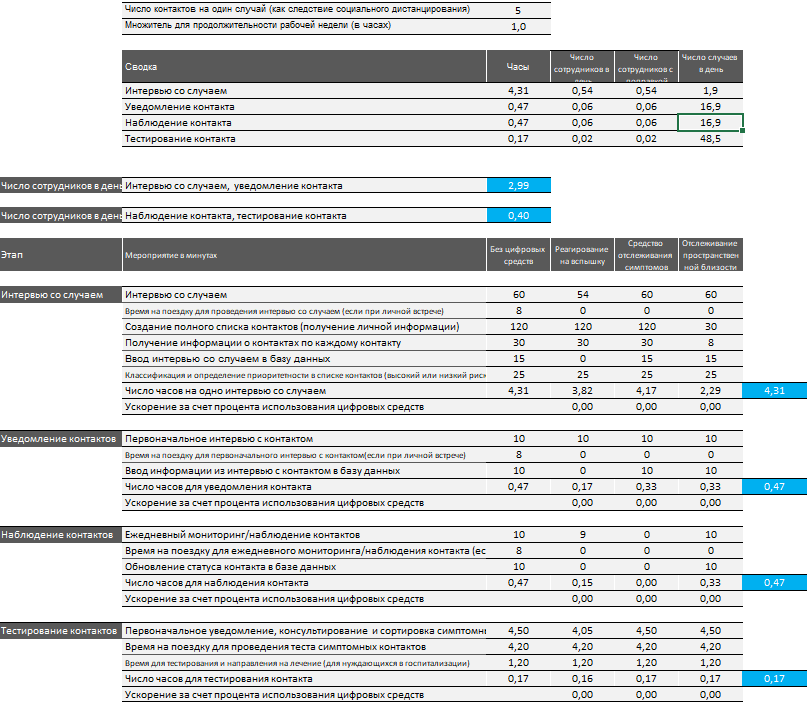 Число контактов на один случай (как следствие социального дистанцирования) 5
Множитель для продолжительности рабочей недели (в часах) 1,0
Сводка Часы Число сотрудников в день Число сотрудников с поправкой Число случаев в день
Интервью со случаем 4,31 0,54 0,54 1,9
Уведомление контакта 0,47 0,06 0,06 16,9
Наблюдение контакта 0,47 0,06 0,06 16,9
Тестирование контакта 0,17 0,02 0,02 48,5
Число сотрудников в день Интервью со случаем, уведомление контакта 2,99
Число сотрудников в день Наблюдение контакта, тестирование контакта 0,40
Этап Мероприятие в минутах Без цифровых средств Реагирование на вспышку Средство отслеживания симптомов Отслеживание пространствен ной близости
Интервью со случаем Интервью со случаем 60 54 60 60
Время на поездку для проведения интервью со случаем (если при личной встрече) 8 0 0 0
Создание полного списка контактов (получение личной информации) 120 120 120 30
Получение информации о контактах по каждому контакту 30 30 30 8
Ввод интервью со случаем в базу данных 15 0 15 15
Классификация и определение приоритетности в списке контактов (высокий или низкий риск 25 25 25 25
Число часов на одно интервью со случаем 4,31 3,82 4,17 2,29 4,31
Ускорение за счет процента использования цифровых средств 0,00 0,00 0,00
Уведомление контактов Первоначальное интервью с контактом 10 10 10 10
Время на поездку для первоначального интервью с контактом(если при личной встрече) 8 0 0 0
Ввод информации из интервью с контактом в базу данных 10 0 10 10
Число часов для уведомления контакта 0,47 0,17 0,33 0,33 0,47
Ускорение за счет процента использования цифровых средств 0,00 0,00 0,00
Наблюдение контактов Ежедневный мониторинг/наблюдение контактов 10 9 0 10
Время на поездку для ежедневного мониторинга/наблюдения контакта (ес 8 0 0 0
Обновление статуса контакта в базе данных 10 0 0 10
Число часов для наблюдения контакта 0,47 0,15 0,00 0,33 0,47
Ускорение за счет процента использования цифровых средств 0,00 0,00 0,00
Тестирование контактов Первоначальное уведомление, консультирование и сортировка симптомн 4,50 4,05 4,50 4,50
Время на поездку для проведения теста симптомных контактов 4,20 4,20 4,20 4,20
Время для тестирования и направления на лечение (для нуждающихся в госпитализации) 1,20 1,20 1,20 1,20
Число часов для тестирования контакта 0,17 0,16 0,17 0,17 0,17
Ускорение за счет процента использования цифровых средств 0,00 0,00 0,00